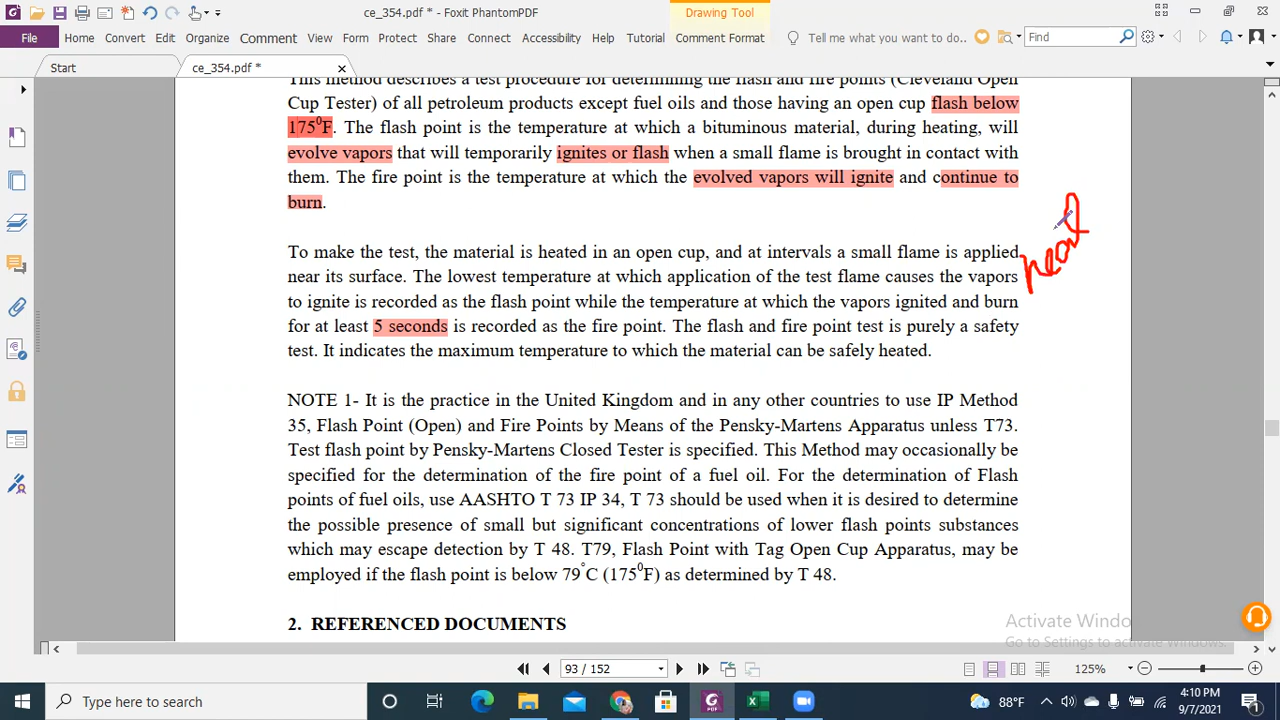 ce_354.pdf * - Foxit PhantomPDF
Drawing Tool
File Home Convert Edit Organize Comment View Form Protect Share Connect Accessibility Help Tutorial Comment Format Tell me what you want to do.. Find
Start ce_354.pdf *
This method describes a test procedure for determining the flash and fire points (Cleveland Open
Cup Tester) of all petroleum products except fuel oils and those having an open cup flash below
175⁰F. The flash point is the temperature at which a bituminous material, during heating, will
evolve vapors that will temporarily ignites or flash when a small flame is brought in contact with
them. The fire point is the temperature at which the evolved vapors will ignite and continue to
burn.
To make the test, the material is heated in an open cup, and at intervals a small flame is applied
near its surface. The lowest temperature at which application of the test flame causes the vapors
to ignite is recorded as the flash point while the temperature at which the vapors ignited and burn
for at least 5 seconds is recorded as the fire point. The flash and fire point test is purely a safety
test. It indicates the maximum temperature to which the material can be safely heated.
heat
NOTE 1- It is the practice in the United Kingdom and in any other countries to use IP Method
35, Flash Point (Open) and Fire Points by Means of the Pensky-Martens Apparatus unless T73.
Test flash point by Pensky-Martens Closed Tester is specified. This Method may occasionally be
specified for the determination of the fire point of a fuel oil. For the determination of Flash
points of fuel oils, use AASHTO T 73 IP 34, T 73 should be used when it is desired to determine
the possible presence of small but significant concentrations of lower flash points substances
which may escape detection by T 48. T79, Flash Point with Tag Open Cup Apparatus, may be
employed if the flash point is below 79°C (175⁰F) as determined by T 48.
2. REFERENCED DOCUMENTS
Activate Windo
Go to Settings to activate Windows.
93 / 152
125%
Type here to search
88°F
4:10 PM
9/7/2021